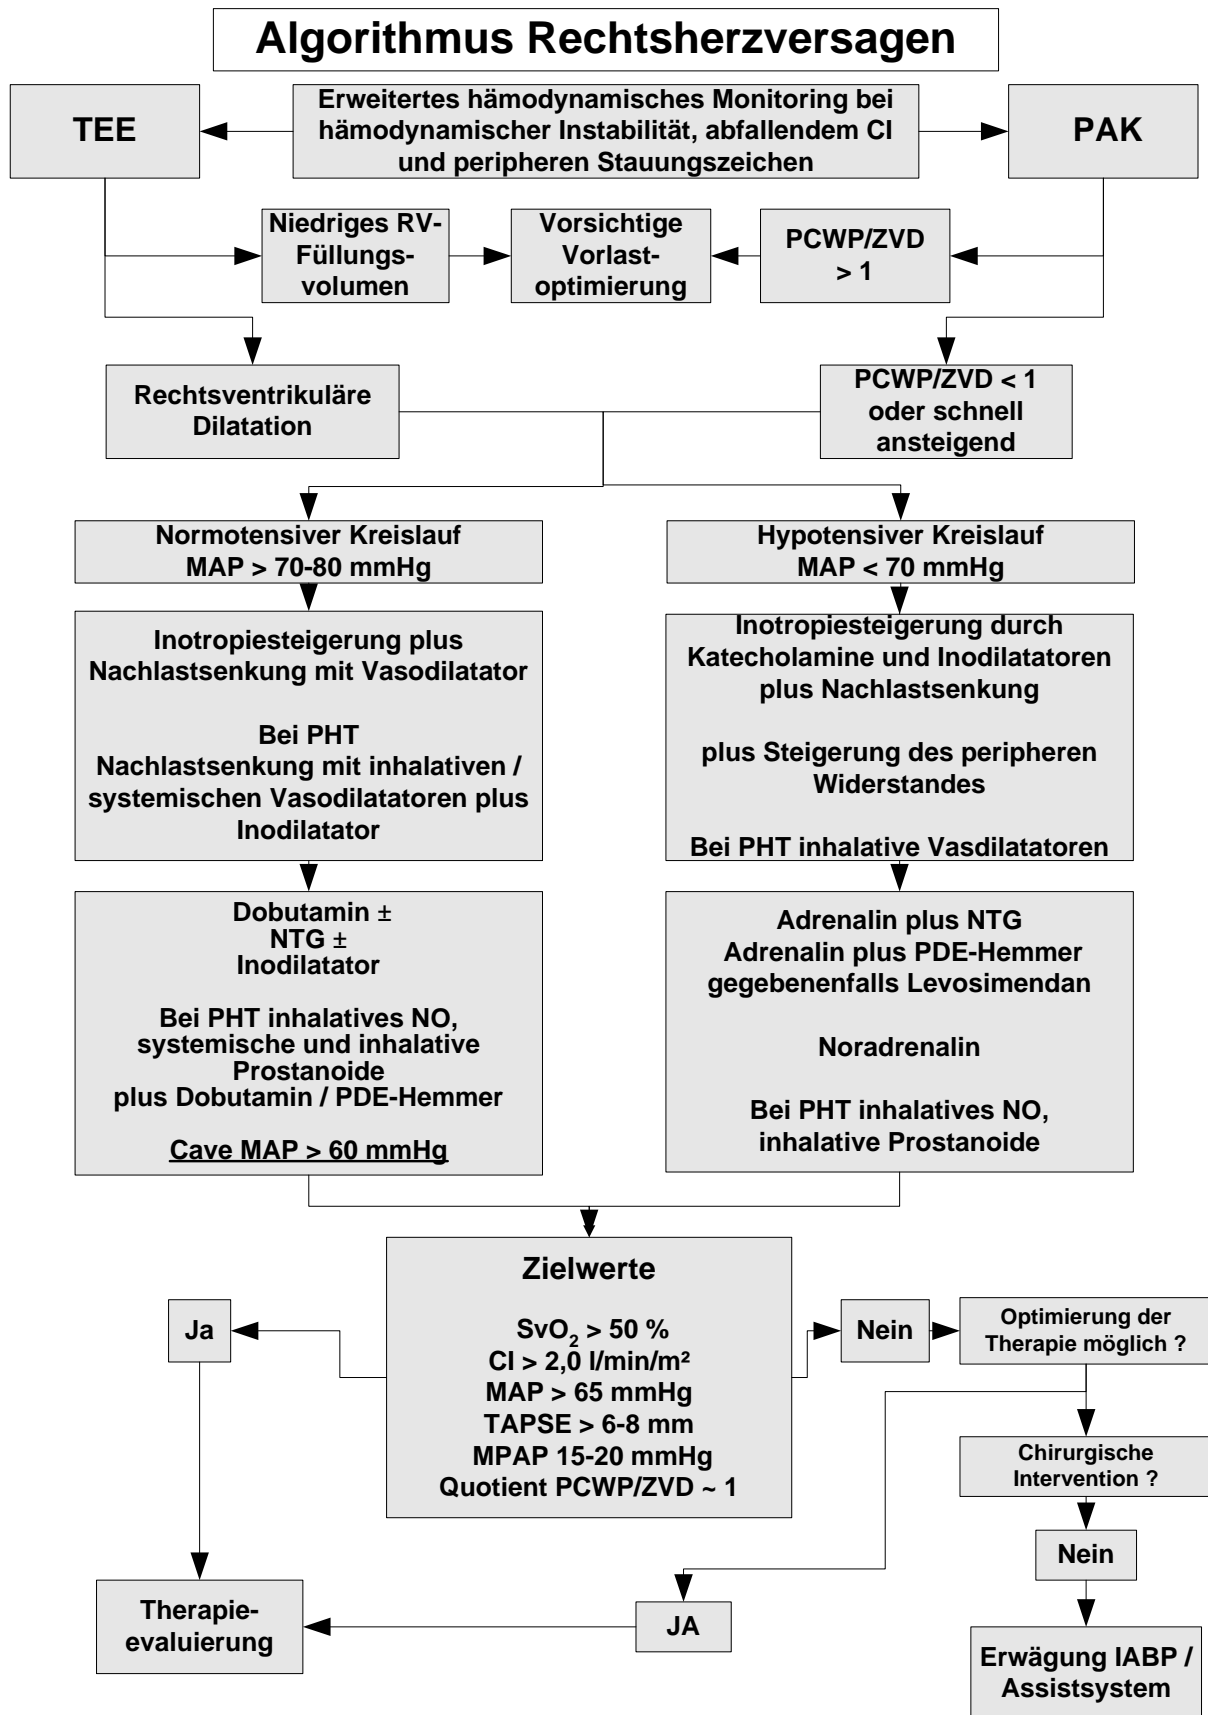 Algorithmus Rechtsherzversagen
TEE
Erweitertes hämodynamisches Monitoring bei
hämodynamischer Instabilität, abfallendem CI
und peripheren Stauungszeichen
PAK
Niedriges RV-
Füllungs-
volumen
Vorsichtige
Vorlast-
optimierung
PCWP/ZVD
> 1
Rechtsventrikuläre
Dilatation
PCWP/ZVD < 1
oder schnell
ansteigend
Normotensiver Kreislauf
MAP > 70-80 mmHg
Hypotensiver Kreislauf
MAP < 70 mmHg
Inotropiesteigerung plus
Nachlastsenkung mit Vasodilatator
Bei PHT
Nachlastsenkung mit inhalativen /
systemischen Vasodilatatoren plus
Inodilatator
Inotropiesteigerung durch
Katecholamine und Inodilatatoren
plus Nachlastsenkung
plus Steigerung des peripheren
Widerstandes
Bei PHT inhalative Vasdilatatoren
Dobutamin ±
NTG ±
Inodilatator
Bei PHT inhalatives NO,
systemische und inhalative
Prostanoide
plus Dobutamin / PDE-Hemmer
Cave MAP > 60 mmHg
Adrenalin plus NTG
Adrenalin plus PDE-Hemmer
gegebenenfalls Levosimendan
Noradrenalin
Bei PHT inhalatives NO,
inhalative Prostanoide
Zielwerte
SvO₂ > 50 %
CI > 2,0 l/min/m²
MAP > 65 mmHg
TAPSE > 6-8 mm
MPAP 15-20 mmHg
Quotient PCWP/ZVD ~ 1
Ja
Nein
Optimierung der
Therapie möglich ?
Chirurgische
Intervention ?
Nein
Therapie-
evaluierung
JA
Erwägung IABP /
Assistsystem